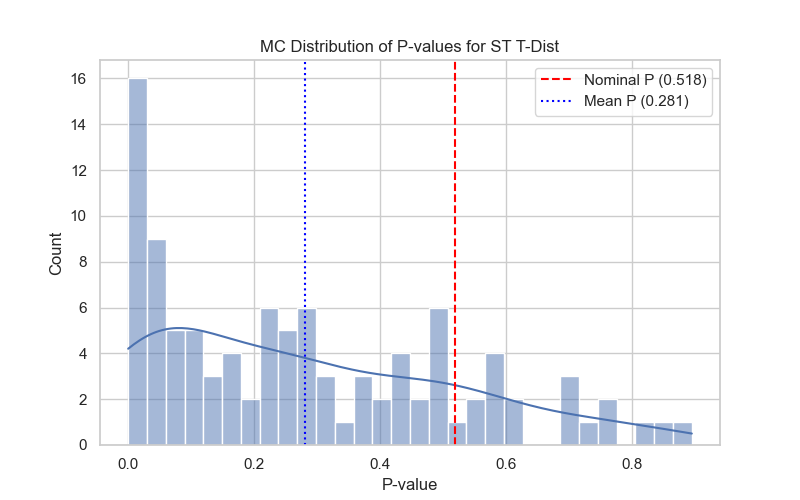 MC Distribution of P-values for ST T-Dist
Nominal P (0.518)
Mean P (0.281)
16
14
12
10
8
6
4
2
0
Count
0.0 0.2 0.4 0.6 0.8
P-value